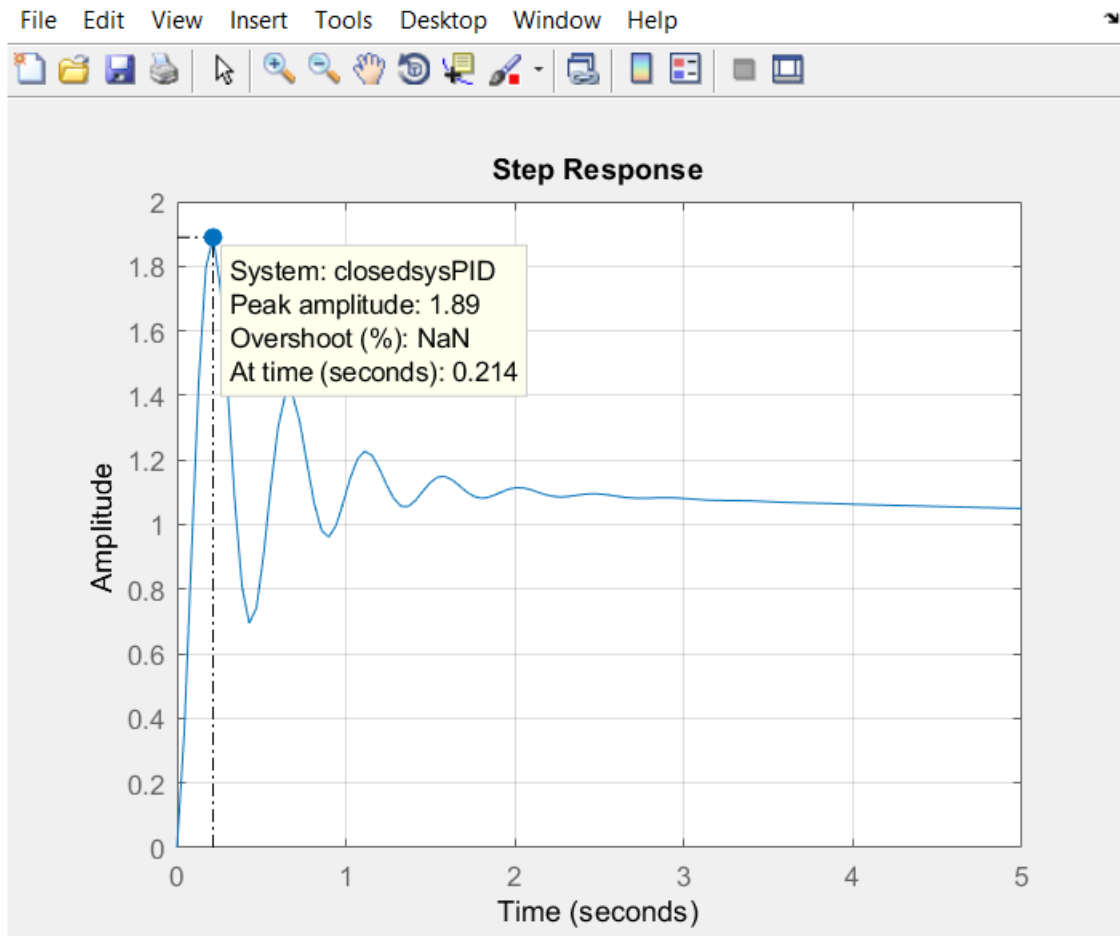 File Edit View Insert Tools Desktop Window Help
Step Response
2
1.8
1.6
1.4
1.2
1
0.8
0.6
0.4
0.2
0
Amplitude
System: closedsysPID
Peak amplitude: 1.89
Overshoot (%): NaN
At time (seconds): 0.214
0 1 2 3 4 5
Time (seconds)